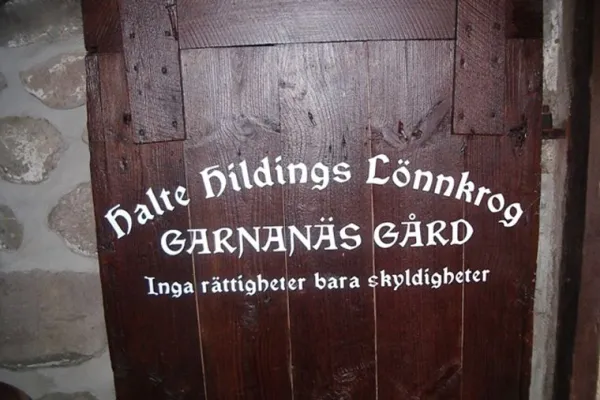 Halte Hildings Lönnkrog
GARNANÄS GÅRD
Inga rättigheter bara skyldigheter